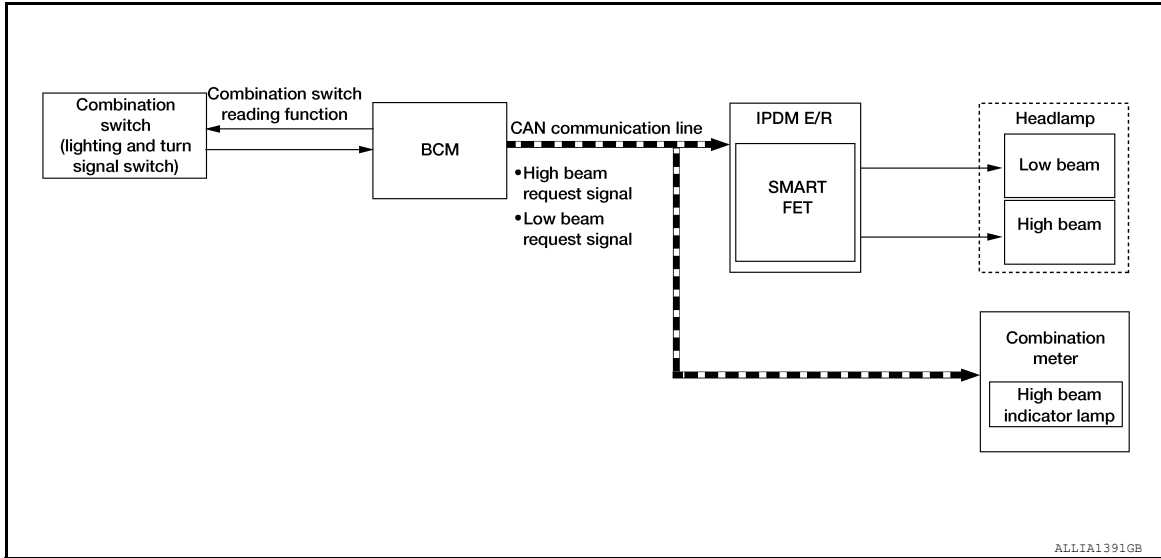 Combination
switch
(lighting and turn
signal switch)
Combination switch
reading function
BCM
CAN communication line
•High beam
request signal
•Low beam
request signal
IPDM E/R
SMART
FET
Headlamp
Low beam
High beam
Combination
meter
High beam
indicator lamp
ALLIA1391GB